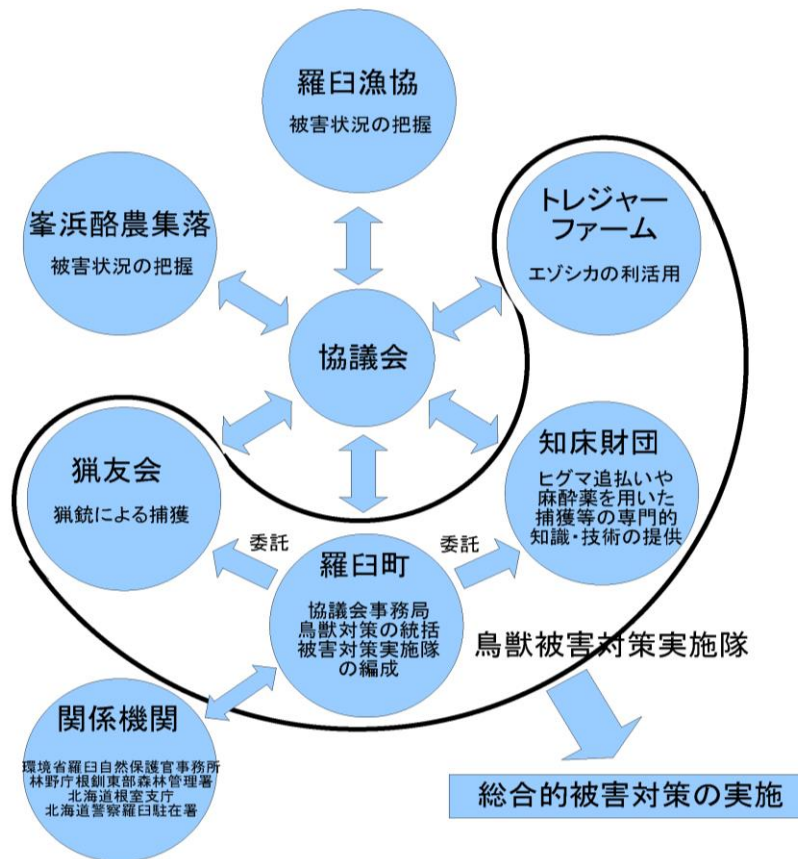 羅臼漁協
被害状況の把握
峯浜酪農集落
被害状況の把握
トレジャー
ファーム
エゾシカの利活用
協議会
猟友会
猟銃による捕獲
知床財団
ヒグマ追払いや
麻酔薬を用いた
捕獲等の専門的
知識・技術の提供
委託
委託
羅臼町
協議会事務局
鳥獣対策の統括
被害対策実施隊
の編成
鳥獣被害対策実施隊
関係機関
環境省羅臼自然保護官事務所
林野庁根釧東部森林管理署
北海道根室支庁
北海道警察羅臼駐在署
総合的被害対策の実施